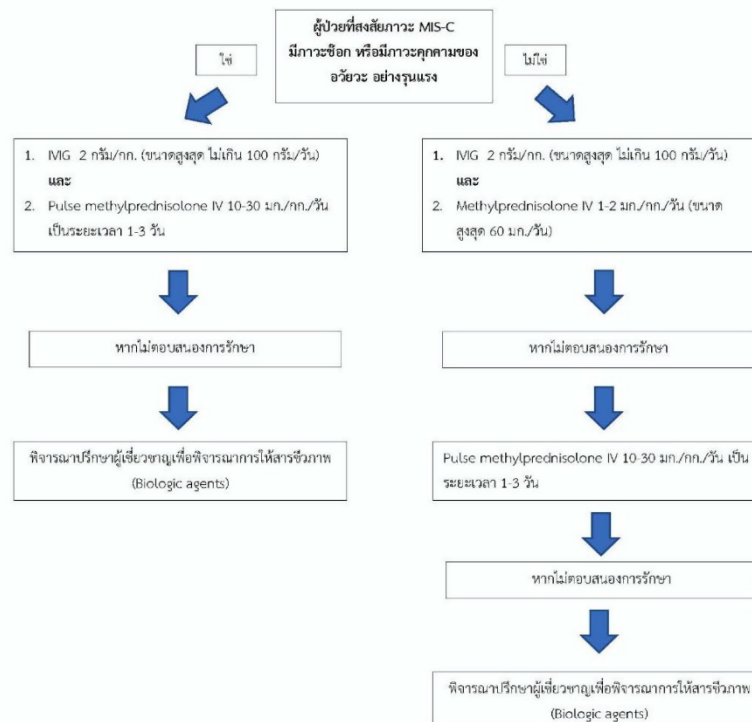 ผู้ป่วยที่สงสัยภาวะ MIS-C
มีภาวะช็อก หรือมีภาวะคุกคามของ
อวัยวะ อย่างรุนแรง
ใช่
ไม่ใช่
1. IVIG 2 กรัม/กก. (ขนาดสูงสุด ไม่เกิน 100 กรัม/วัน)
และ
2. Pulse methylprednisolone IV 10-30 มก./กก./วัน
เป็นระยะเวลา 1-3 วัน
1. IVIG 2 กรัม/กก. (ขนาดสูงสุด ไม่เกิน 100 กรัม/วัน)
และ
2. Methylprednisolone IV 1-2 มก./กก./วัน (ขนาด
สูงสุด 60 มก./วัน)
หากไม่ตอบสนองการรักษา
หากไม่ตอบสนองการรักษา
พิจารณาปรึกษาผู้เชี่ยวชาญเพื่อพิจารณาการให้สารชีวภาพ
(Biologic agents)
Pulse methylprednisolone IV 10-30 มก./กก./วัน เป็น
ระยะเวลา 1-3 วัน
หากไม่ตอบสนองการรักษา
พิจารณาปรึกษาผู้เชี่ยวชาญเพื่อพิจารณาการให้สารชีวภาพ
(Biologic agents)